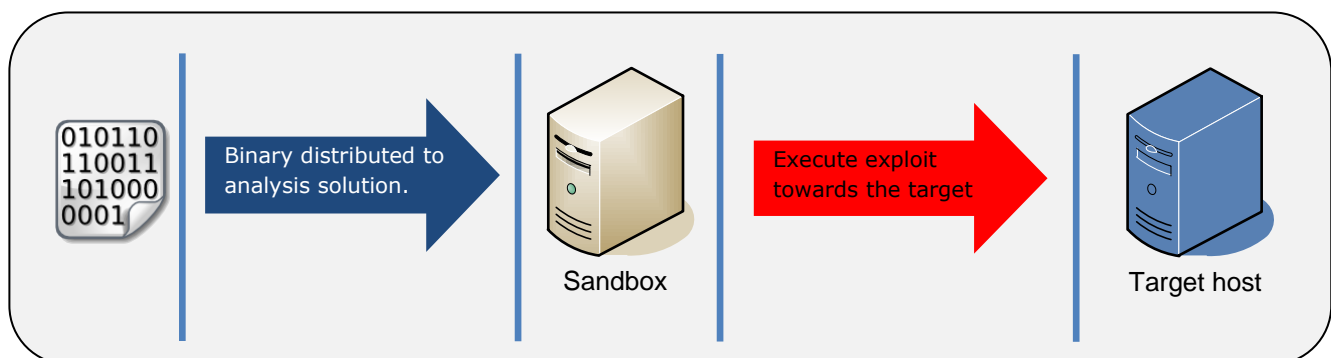 010110
110011
101000
0001
Binary distributed to
analysis solution.
Sandbox
Execute exploit
towards the target
Target host